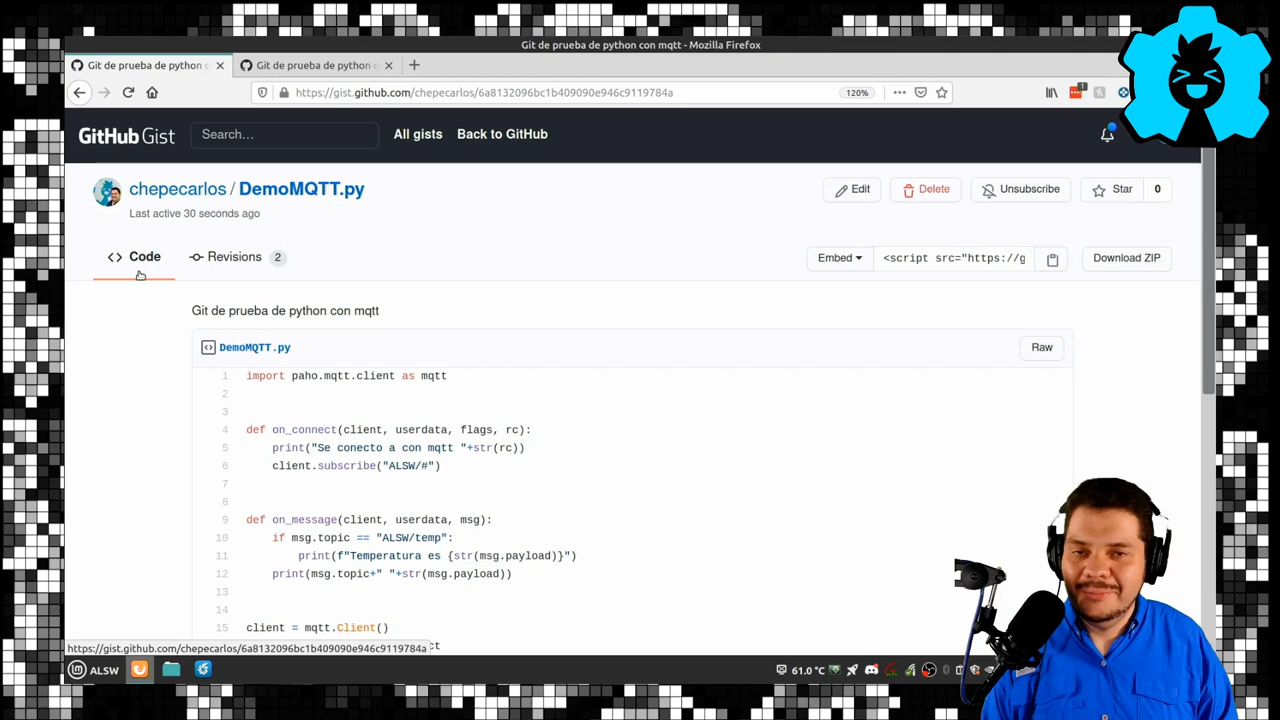 Git de prueba de python con mqtt - Mozilla Firefox
Git de prueba de python c
Git de prueba de python c
https://gist.github.com/chepecarlos/6a8132096bc1b409090e946c9119784a
120%
GitHub Gist
Search…
All gists
Back to GitHub
chepecarlos / DemoMQTT.py
Edit
Delete
Unsubscribe
Star
0
Last active 30 seconds ago
Code
Revisions 2
Embed
<script src="https://g
Download ZIP
Git de prueba de python con mqtt
DemoMQTT.py
Raw
1 import paho.mqtt.client as mqtt
2
3
4 def on_connect(client, userdata, flags, rc):
5 print("Se conecto a con mqtt "+str(rc))
6 client.subscribe("ALSW/#")
7
8
9 def on_message(client, userdata, msg):
10 if msg.topic == "ALSW/temp":
11 print(f"Temperatura es {str(msg.payload)}")
12 print(msg.topic+" "+str(msg.payload))
13
14
15 client = mqtt.Client()
https://gist.github.com/chepecarlos/6a8132096bc1b409090e946c9119784a
ct
ALSW
61.0 °C